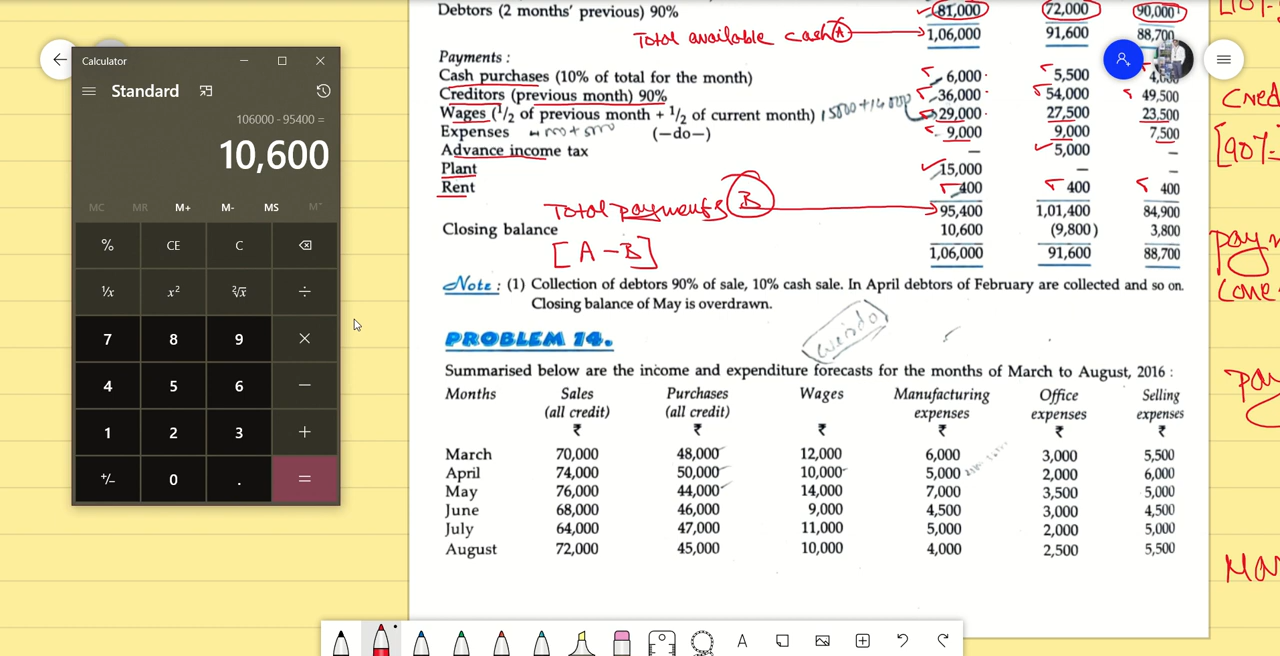 Debtors (2 months' previous) 90% 81,000 72,000 90,000
Total available cash A 1,06,000 91,600 88,700
Payments :
Cash purchases (10% of total for the month) 6,000 5,500
Creditors (previous month) 90% 36,000 54,000 49,500
Wages (1/2 of previous month + 1/2 of current month) 15000+14000 29,000 27,500 23,500
Expenses (-do-) 9,000 9,000 7,500
Advance income tax — 5,000 —
Plant 15,000 — —
Rent 400 400 400
Total payments B 95,400 1,01,400 84,900
Closing balance 10,600 (9,800) 3,800
[A-B] 1,06,000 91,600 88,700
Note : (1) Collection of debtors 90% of sale, 10% cash sale. In April debtors of February are collected and so on.
Closing balance of May is overdrawn.
PROBLEM 14.
Summarised below are the income and expenditure forecasts for the months of March to August, 2016 :
Months Sales Purchases Wages Manufacturing Office Selling
(all credit) (all credit) expenses expenses expenses
₹ ₹ ₹ ₹ ₹ ₹
March 70,000 48,000 12,000 6,000 3,000 5,500
April 74,000 50,000 10,000 5,000 2,000 6,000
May 76,000 44,000 14,000 7,000 3,500 5,000
June 68,000 46,000 9,000 4,500 3,000 4,500
July 64,000 47,000 11,000 5,000 2,000 5,000
August 72,000 45,000 10,000 4,000 2,500 5,500
Calculator
Standard
106000 - 95400 =
10,600
MC MR M+ M- MS M˅
% CE C
¹/x x² ²√x ÷
7 8 9 ×
4 5 6 −
1 2 3 +
+/− 0 . =
[90%
A